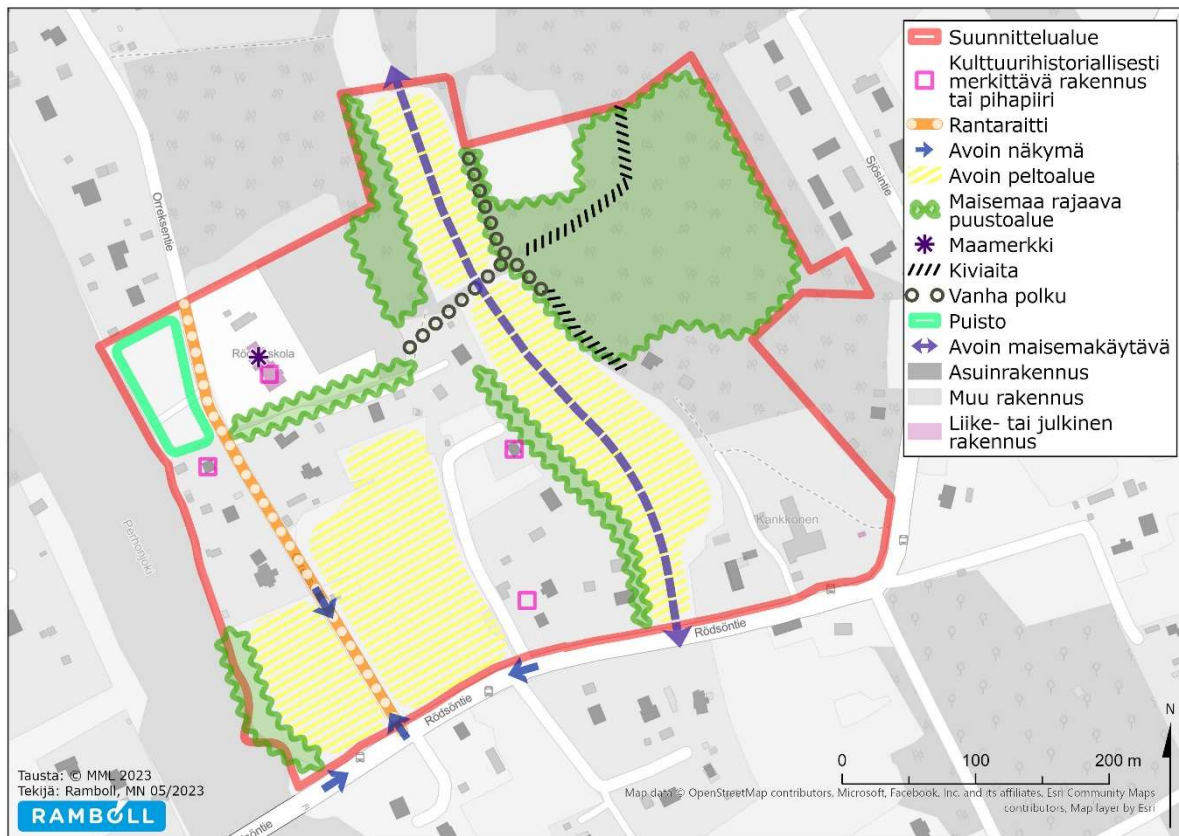 Suunnittelualue
Kulttuurihistoriallisesti
merkittävä rakennus
tai pihapiiri
Rantaraitti
Avoin näkymä
Avoin peltoalue
Maisemaa rajaava
puustoalue
Maamerkki
Kiviaita
Vanha polku
Puisto
Avoin maisemakäytävä
Asuinrakennus
Muu rakennus
Liike- tai julkinen
rakennus
Orreksentie
Sjösintie
Perhonjoki
Kankkonen
Rödsöntie
Rödsöntie
Rödsöntie
N
0 100 200 m
Tausta: © MML 2023
Tekijä: Ramboll, MN 05/2023
RAMBOLL
Map data © OpenStreetMap contributors, Microsoft, Facebook, Inc. and its affiliates, Esri Community Maps
contributors, Map layer by Esri